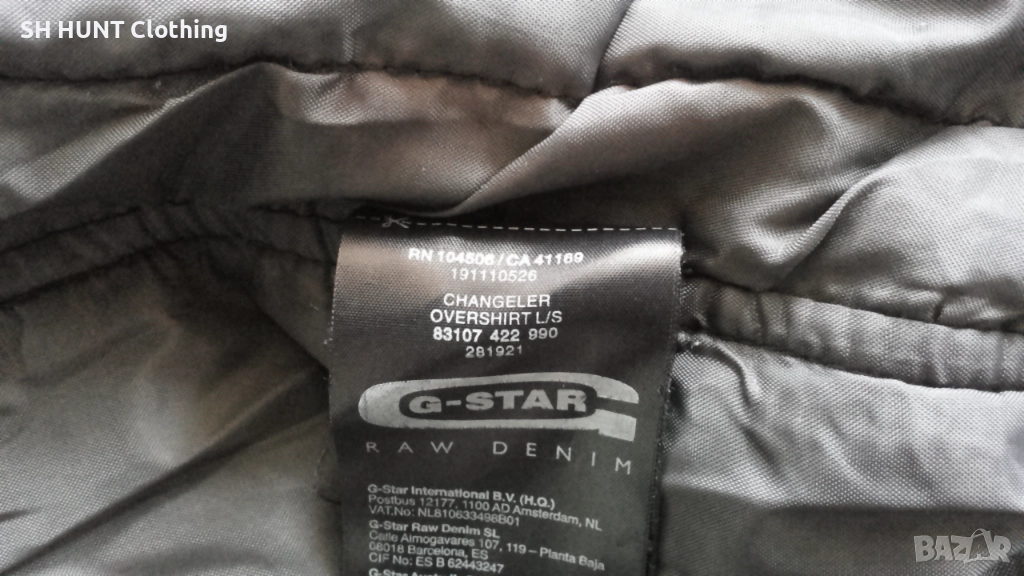 SH HUNT Clothing
RN 104506/CA 41169
191110526
CHANGELER
OVERSHIRT L/S
83107 422 990
281921
G-STAR
RAW DENIM
G-Star International B.V. (H.Q.)
Postbus 12177, 1100 AD Amsterdam, NL
VAT.No: NL810633498B01
G-Star Raw Denim SL
Calle Almogavares 107, 119 – Planta Baja
08018 Barcelona, ES
CIF No: ES B 62443247
G-Star
BAZAR